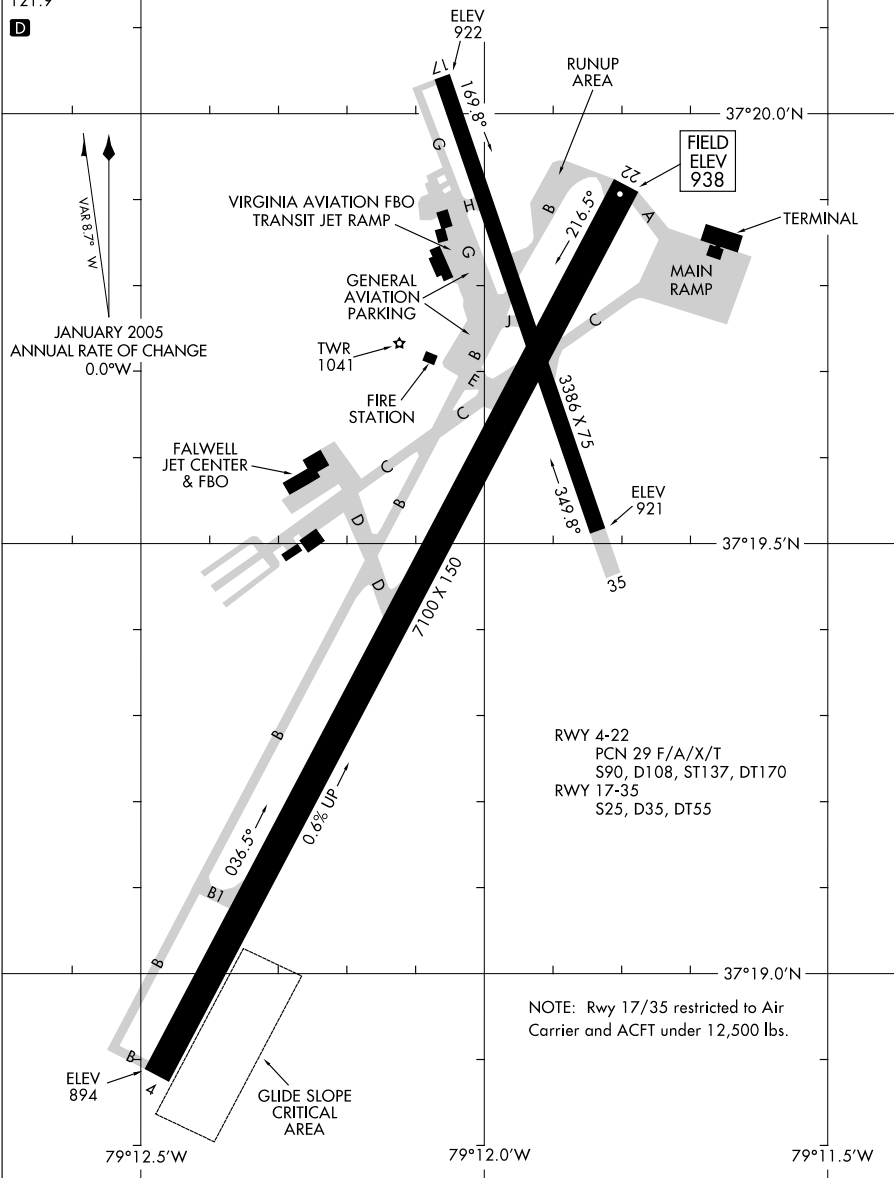 121.9
D
ELEV
922
17
169.8°
RUNUP
AREA
37°20.0'N
FIELD
ELEV
938
22
VAR 8.7° W
G
VIRGINIA AVIATION FBO
TRANSIT JET RAMP
H
B
216.5°
A
TERMINAL
G
MAIN
RAMP
GENERAL
AVIATION
PARKING
JANUARY 2005
ANNUAL RATE OF CHANGE
0.0°W
J
C
TWR
1041
B
E
FIRE
STATION
C
3386 X 75
FALWELL
JET CENTER
& FBO
C
B
D
349.8°
ELEV
921
37°19.5'N
D
7100 X 150
35
B
RWY 4-22
PCN 29 F/A/X/T
S90, D108, ST137, DT170
RWY 17-35
S25, D35, DT55
0.6% UP
036.5°
B1
B
37°19.0'N
NOTE: Rwy 17/35 restricted to Air
Carrier and ACFT under 12,500 lbs.
B
ELEV
894
4
GLIDE SLOPE
CRITICAL
AREA
79°12.5'W
79°12.0'W
79°11.5'W